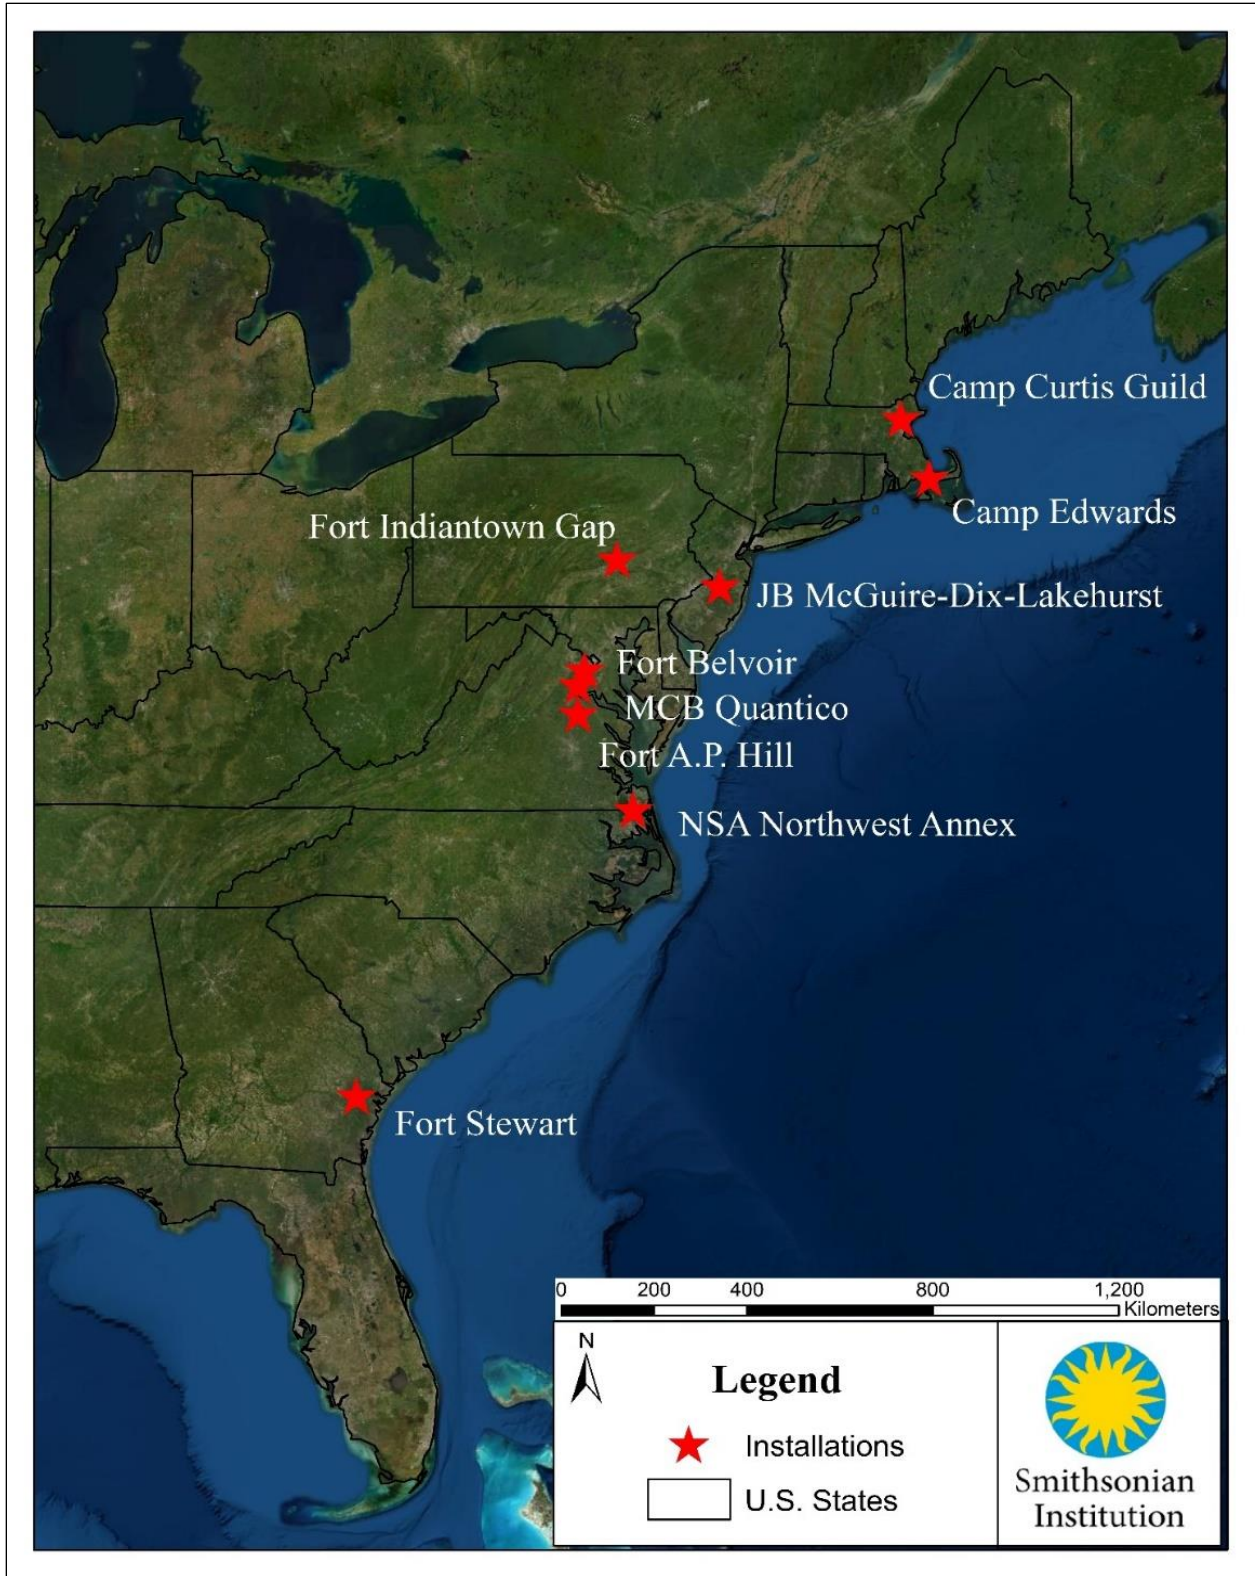 Camp Curtis Guild
Camp Edwards
Fort Indiantown Gap
JB McGuire-Dix-Lakehurst
Fort Belvoir
MCB Quantico
Fort A.P. Hill
NSA Northwest Annex
Fort Stewart
0 200 400 800 1,200
Kilometers
N
Legend
Installations
U.S. States
Smithsonian
Institution